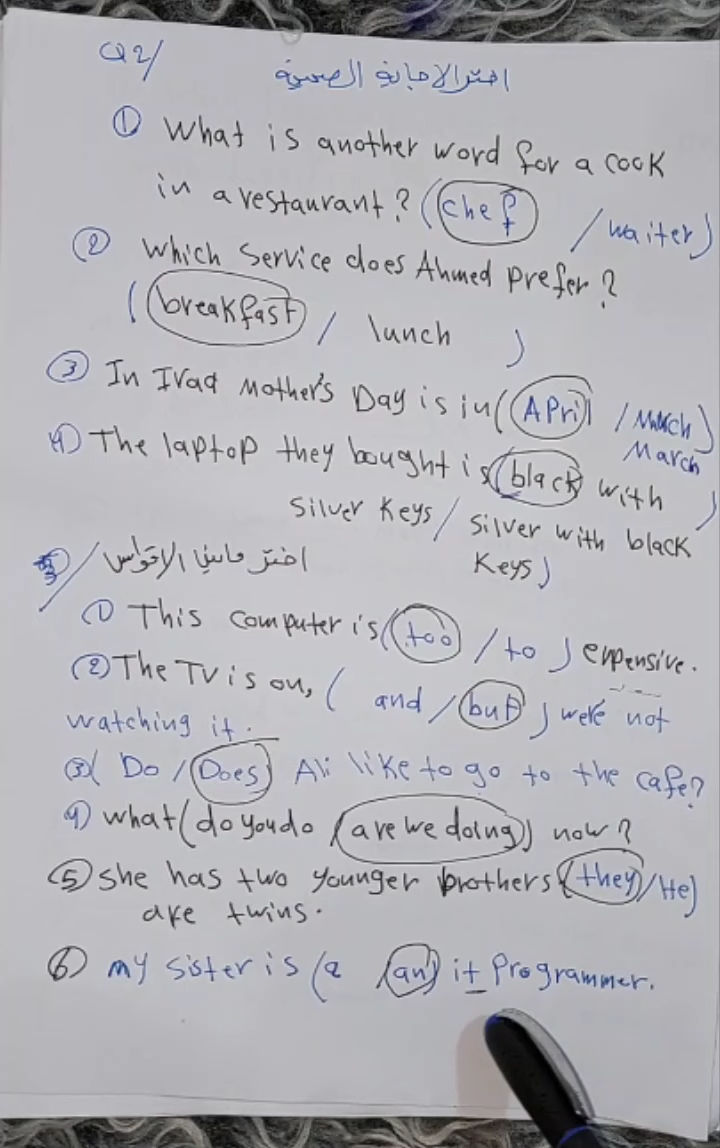 Q2/ اختر الاجابة الصحيحة
① What is another word for a cook
in a restaurant? (chef / waiter)
② Which Service does Ahmed prefer?
(breakfast / lunch )
③ In Iraq Mother's Day is in (April / March)
March
4) The laptop they bought is (black with
Silver Keys / Silver with black
Keys)
3/ اختر مابين الاقواس
① This computer is (too / to ) expensive.
② The TV is on, ( and / but ) were not
watching it.
③ ( Do / Does) Ali like to go to the cafe?
4) what (do you do / are we doing) now?
⑤ she has two younger brothers (they / He)
are twins.
⑥ my sister is (a / an) it programmer.